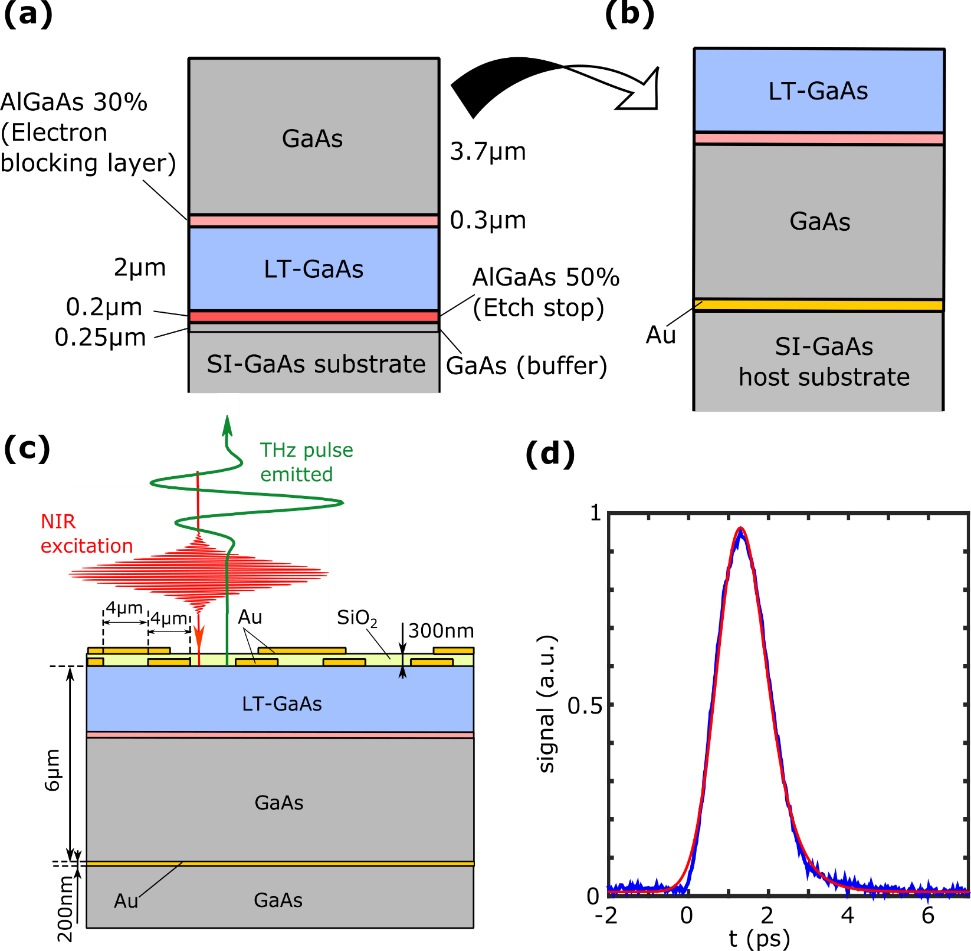 (a)
AlGaAs 30%
(Electron
blocking layer)
GaAs
3.7µm
0.3µm
2µm
LT-GaAs
AlGaAs 50%
(Etch stop)
0.2µm
0.25µm
SI-GaAs substrate
GaAs (buffer)
(b)
LT-GaAs
GaAs
Au
SI-GaAs
host substrate
(c)
THz pulse
emitted
NIR
excitation
4µm
4µm
Au
SiO₂
300nm
LT-GaAs
6µm
GaAs
200nm
Au
GaAs
(d)
signal (a.u.)
1
0.5
0
-2
0
2
4
6
t (ps)